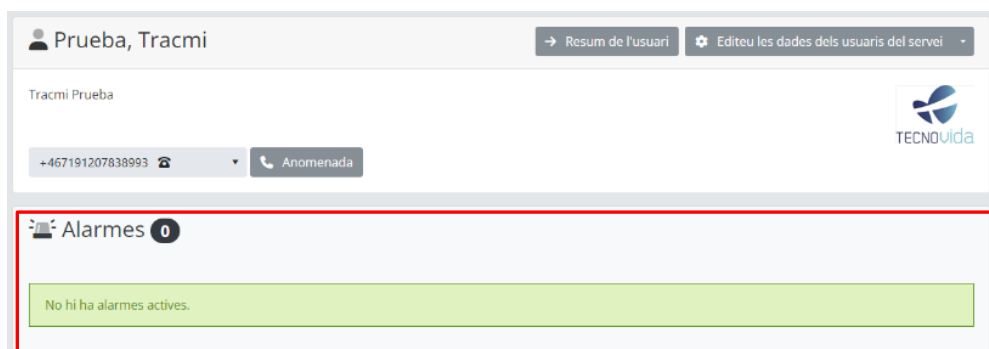 Prueba, Tracmi
→ Resum de l'usuari
Editeu les dades dels usuaris del servei
Tracmi Prueba
TECNOVIda
+467191207838993 ☎
Anomenada
Alarmes 0
No hi ha alarmes actives.